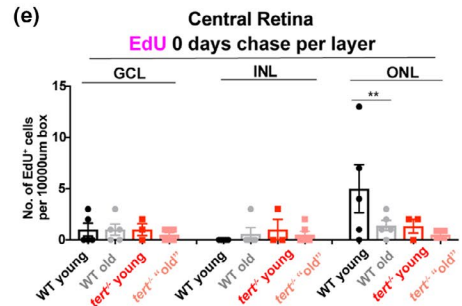 (e)
Central Retina
EdU 0 days chase per layer
GCL INL ONL
15
10
5
0
No. of EdU⁺ cells
per 10000um box
**
WT young
WT old
tert⁻/⁻ young
tert⁻/⁻ “old”
WT young
WT old
tert⁻/⁻ young
tert⁻/⁻ “old”
WT young
WT old
tert⁻/⁻ young
tert⁻/⁻ “old”